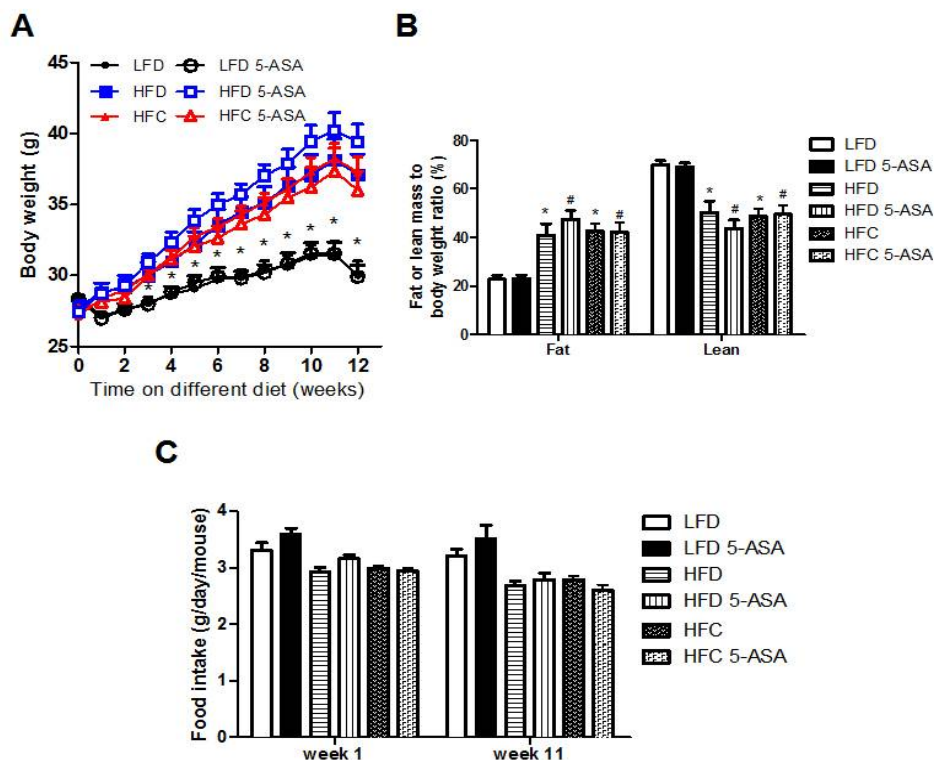 A
LFD LFD 5-ASA
HFD HFD 5-ASA
HFC HFC 5-ASA
45
40
35
30
25
Body weight (g)
* * * * * * * * * *
0 2 4 6 8 10 12
Time on different diet (weeks)
B
80
60
40
20
0
Fat or lean mass to
body weight ratio (%)
* # * #
* # * #
Fat Lean
LFD
LFD 5-ASA
HFD
HFD 5-ASA
HFC
HFC 5-ASA
C
4
3
2
1
0
Food intake (g/day/mouse)
week 1 week 11
LFD
LFD 5-ASA
HFD
HFD 5-ASA
HFC
HFC 5-ASA